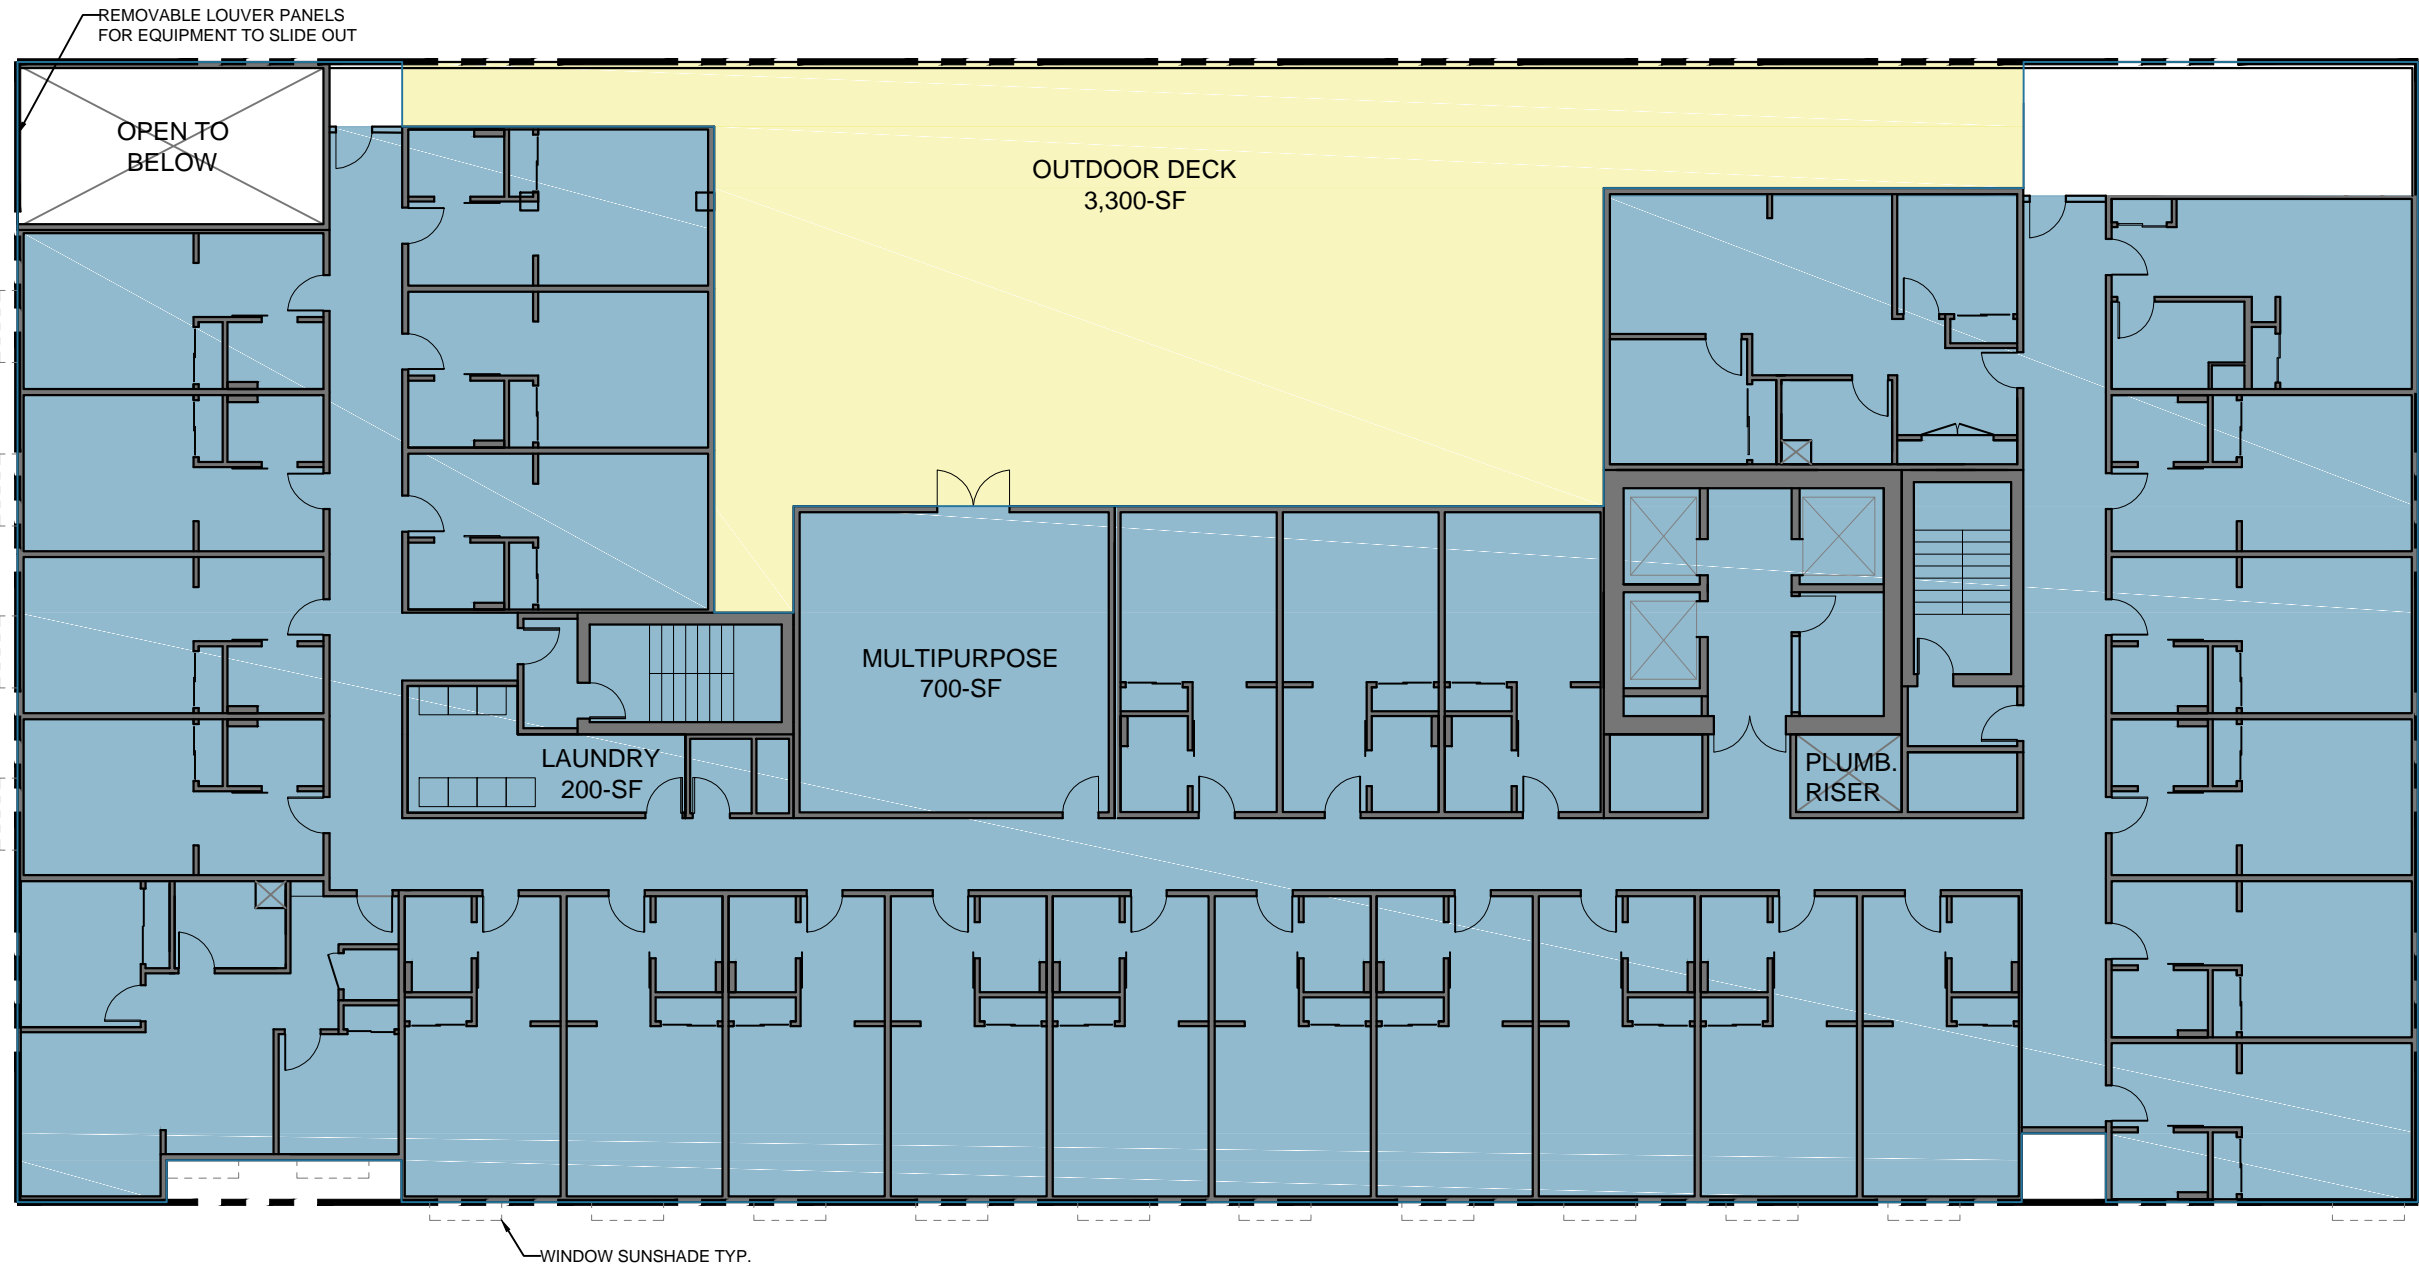 REMOVABLE LOUVER PANELS
FOR EQUIPMENT TO SLIDE OUT
OPEN TO
BELOW
OUTDOOR DECK
3,300-SF
MULTIPURPOSE
700-SF
LAUNDRY
200-SF
PLUMB.
RISER
WINDOW SUNSHADE TYP.